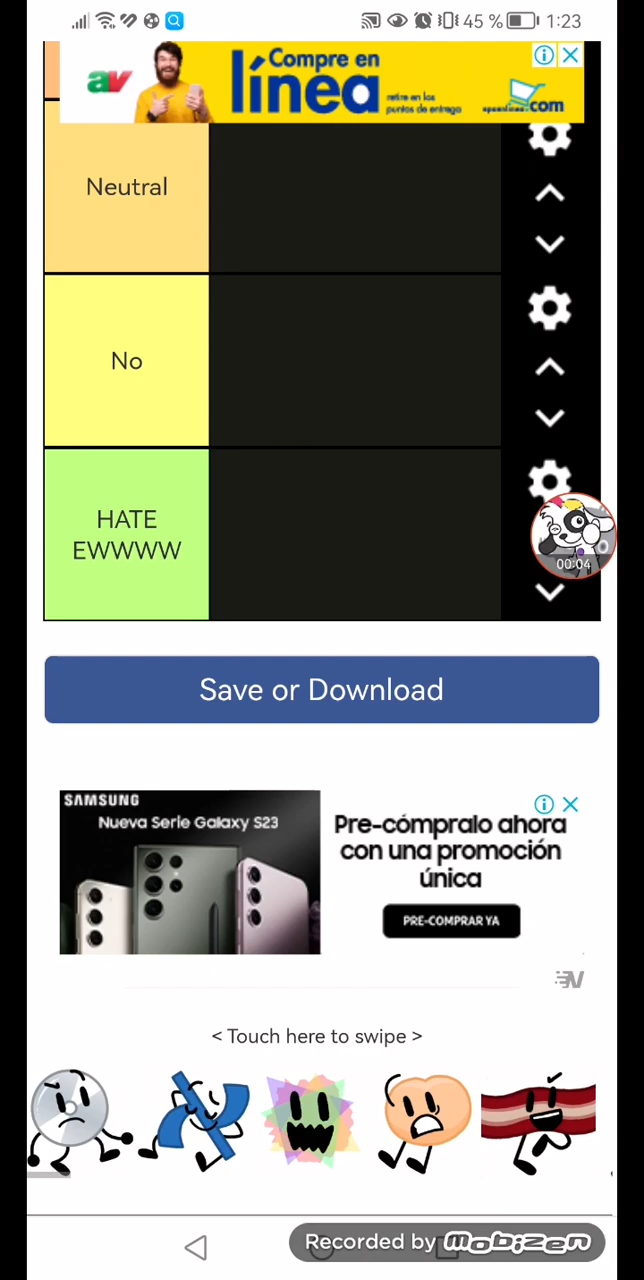 45 % 1:23
av
Compre en
línea
retire en los
puntos de entrega
.com
Neutral
No
HATE
EWWWW
00:04
Save or Download
SAMSUNG
Nueva Serie Galaxy S23
Pre-cómpralo ahora
con una promoción
única
PRE-COMPRAR YA
< Touch here to swipe >
Recorded by mobizen